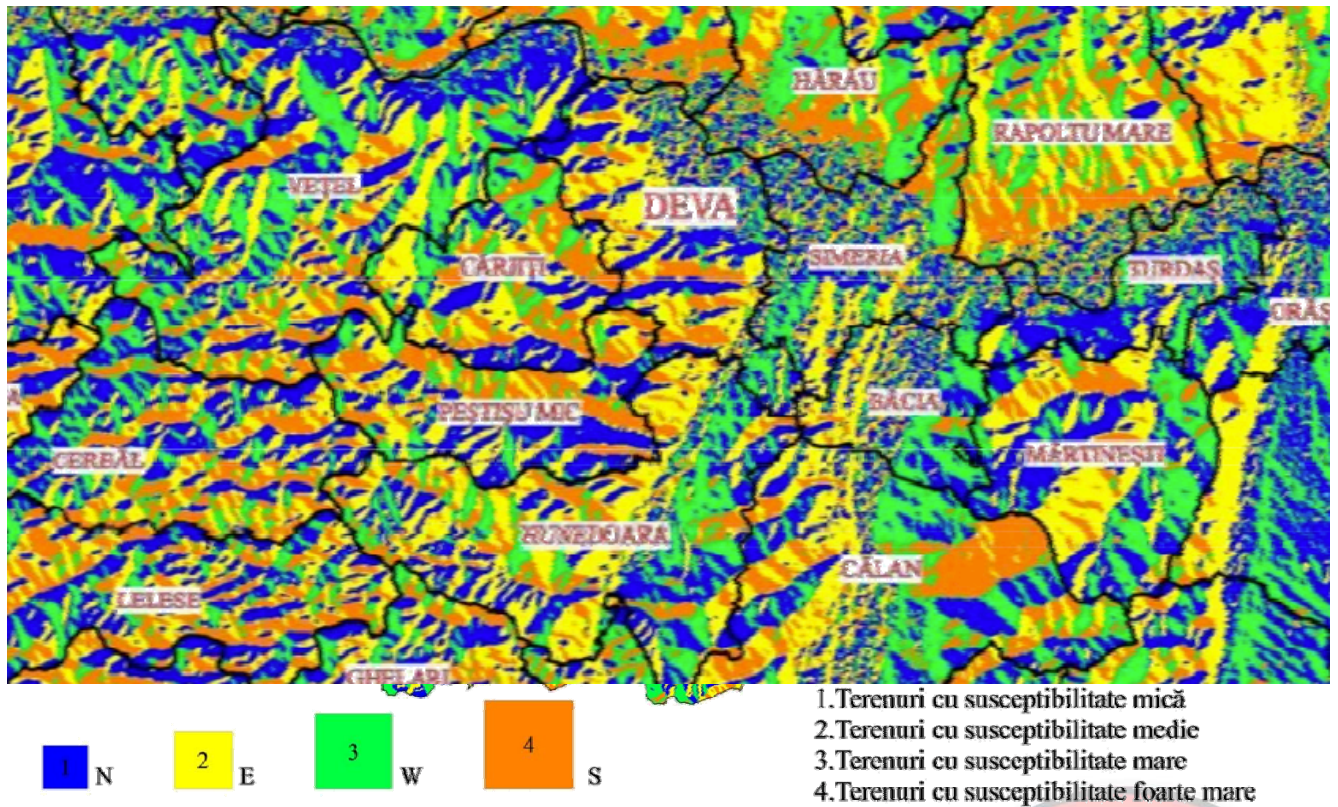 HĂRĂU
RAPOLTU MARE
VEȚEL
DEVA
CÂRJIȚI
SIMERIA
TURDAȘ
ORĂȘ
PEȘTIȘU MIC
BĂCIA
CERBĂL
MĂRTINEȘTI
HUNEDOARA
CĂLAN
LELESE
GHELARI
1 N 2 E 3 W 4 S
1.Terenuri cu susceptibilitate mică
2.Terenuri cu susceptibilitate medie
3.Terenuri cu susceptibilitate mare
4.Terenuri cu susceptibilitate foarte mare